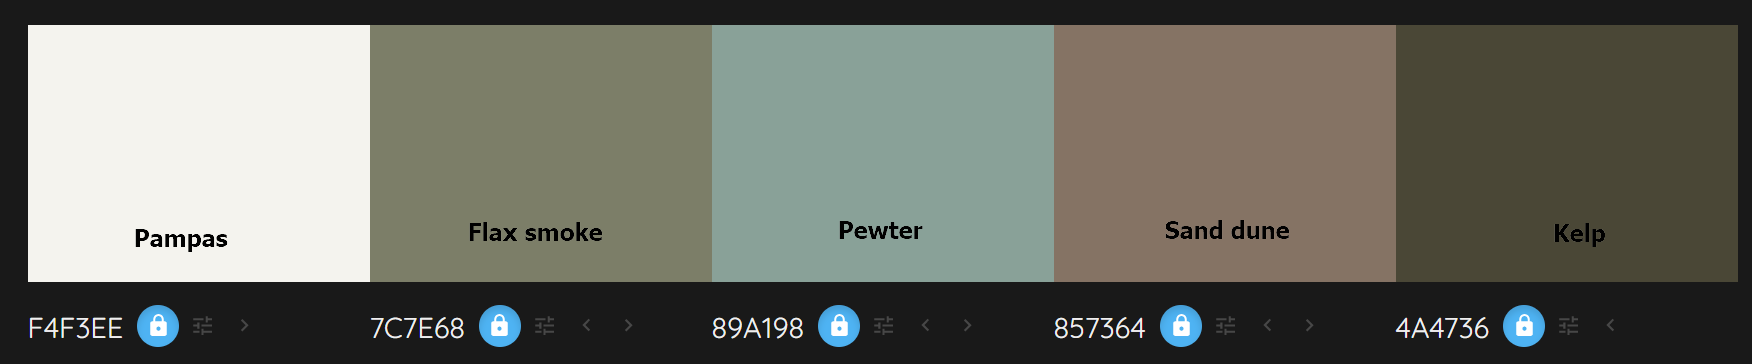 Pampas
Flax smoke
Pewter
Sand dune
Kelp
F4F3EE
7C7E68
89A198
857364
4A4736